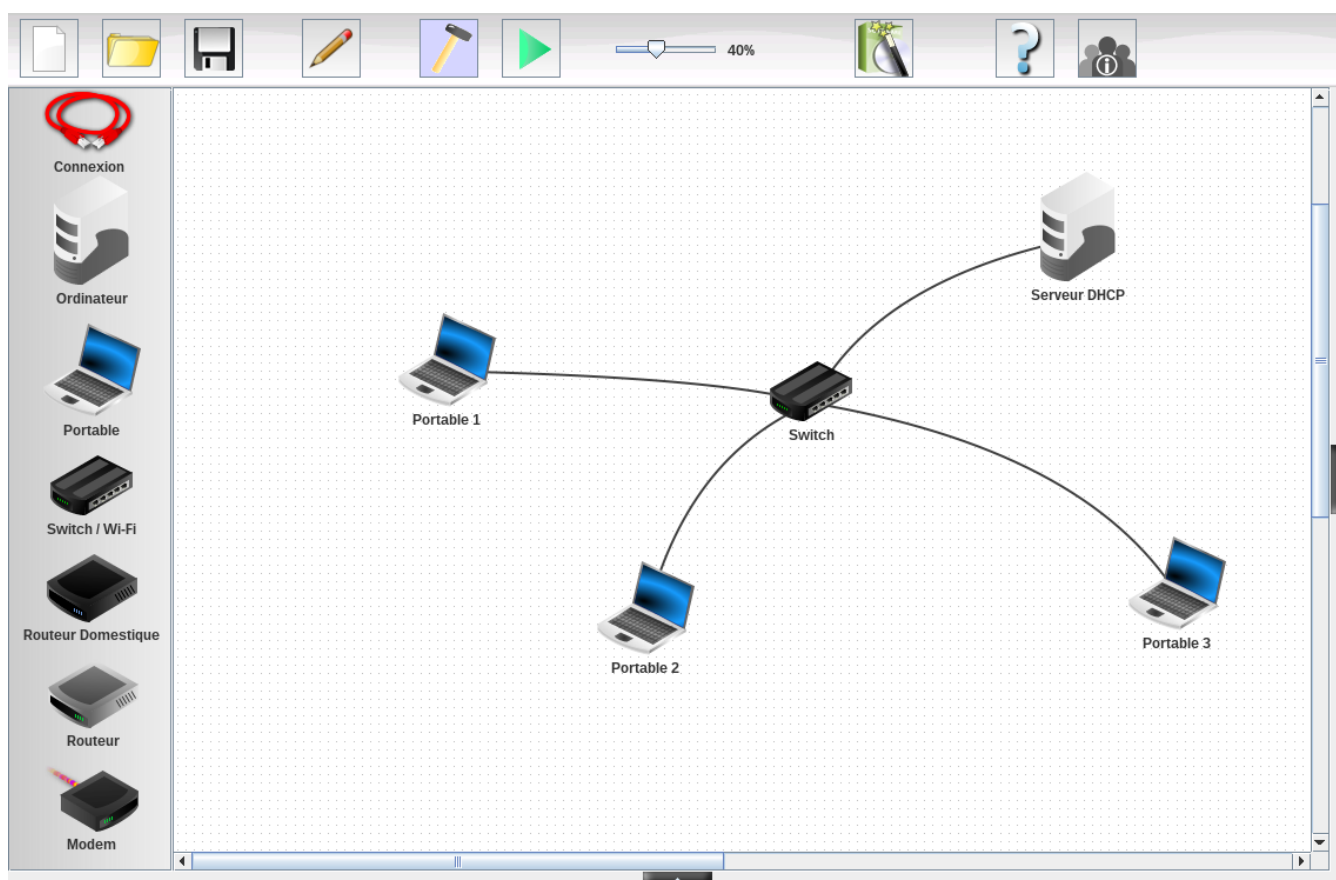 40%
Connexion
Ordinateur
Portable
Switch / Wi-Fi
Routeur Domestique
Routeur
Modem
Serveur DHCP
Portable 1
Switch
Portable 2
Portable 3